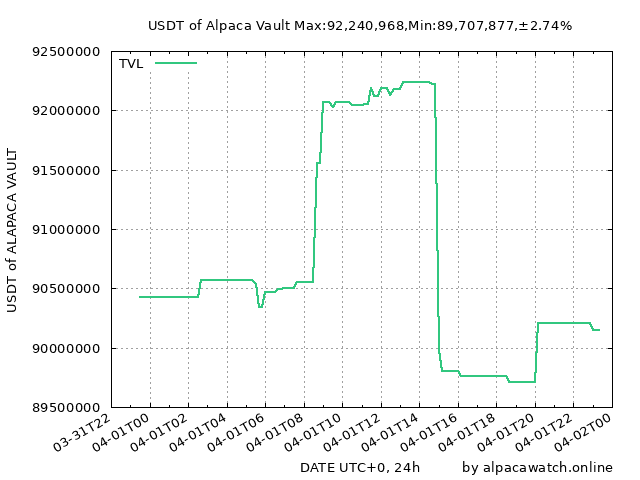 USDT of Alpaca Vault Max:92,240,968,Min:89,707,877,±2.74%
TVL
92500000
92000000
91500000
91000000
90500000
90000000
89500000
USDT of ALAPACA VAULT
03-31T22
04-01T00
04-01T02
04-01T04
04-01T06
04-01T08
04-01T10
04-01T12
04-01T14
04-01T16
04-01T18
04-01T20
04-01T22
04-02T00
DATE UTC+0, 24h
by alpacawatch.online